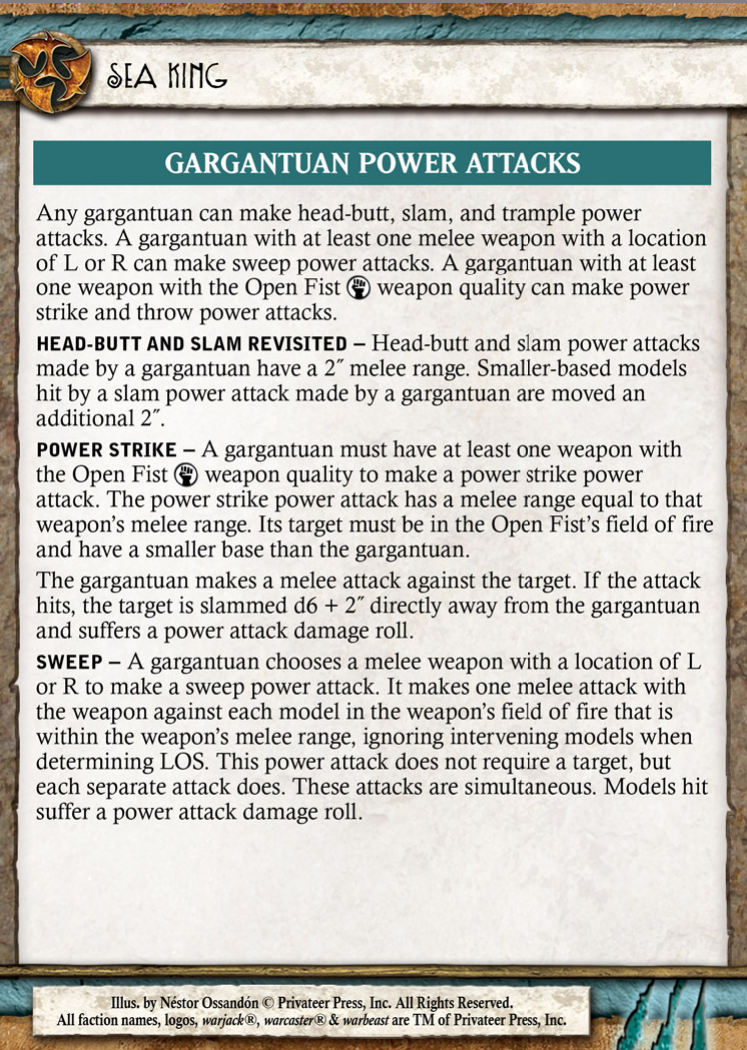 SEA KING
GARGANTUAN POWER ATTACKS
Any gargantuan can make head-butt, slam, and trample power
attacks. A gargantuan with at least one melee weapon with a location
of L or R can make sweep power attacks. A gargantuan with at least
one weapon with the Open Fist weapon quality can make power
strike and throw power attacks.
HEAD-BUTT AND SLAM REVISITED – Head-butt and slam power attacks
made by a gargantuan have a 2″ melee range. Smaller-based models
hit by a slam power attack made by a gargantuan are moved an
additional 2″.
POWER STRIKE – A gargantuan must have at least one weapon with
the Open Fist weapon quality to make a power strike power
attack. The power strike power attack has a melee range equal to that
weapon's melee range. Its target must be in the Open Fist's field of fire
and have a smaller base than the gargantuan.
The gargantuan makes a melee attack against the target. If the attack
hits, the target is slammed d6 + 2″ directly away from the gargantuan
and suffers a power attack damage roll.
SWEEP – A gargantuan chooses a melee weapon with a location of L
or R to make a sweep power attack. It makes one melee attack with
the weapon against each model in the weapon's field of fire that is
within the weapon's melee range, ignoring intervening models when
determining LOS. This power attack does not require a target, but
each separate attack does. These attacks are simultaneous. Models hit
suffer a power attack damage roll.
Illus. by Néstor Ossandón © Privateer Press, Inc. All Rights Reserved.
All faction names, logos, warjack®, warcaster® & warbeast are TM of Privateer Press, Inc.